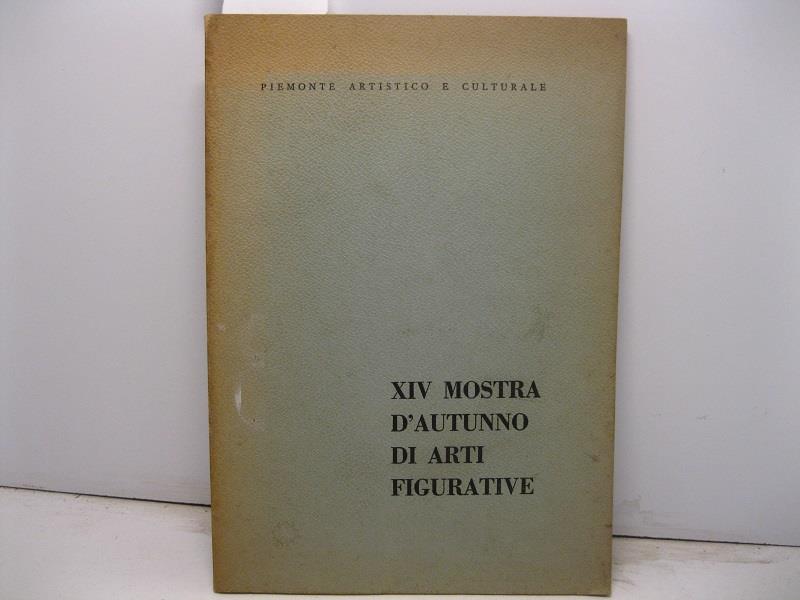 PIEMONTE ARTISTICO E CULTURALE
XIV MOSTRA
D'AUTUNNO
DI ARTI
FIGURATIVE